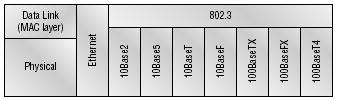 Data Link
(MAC layer)
Physical
Ethernet
802.3
10Base2
10Base5
10BaseT
10BaseF
100BaseTX
100BaseFX
100BaseT4